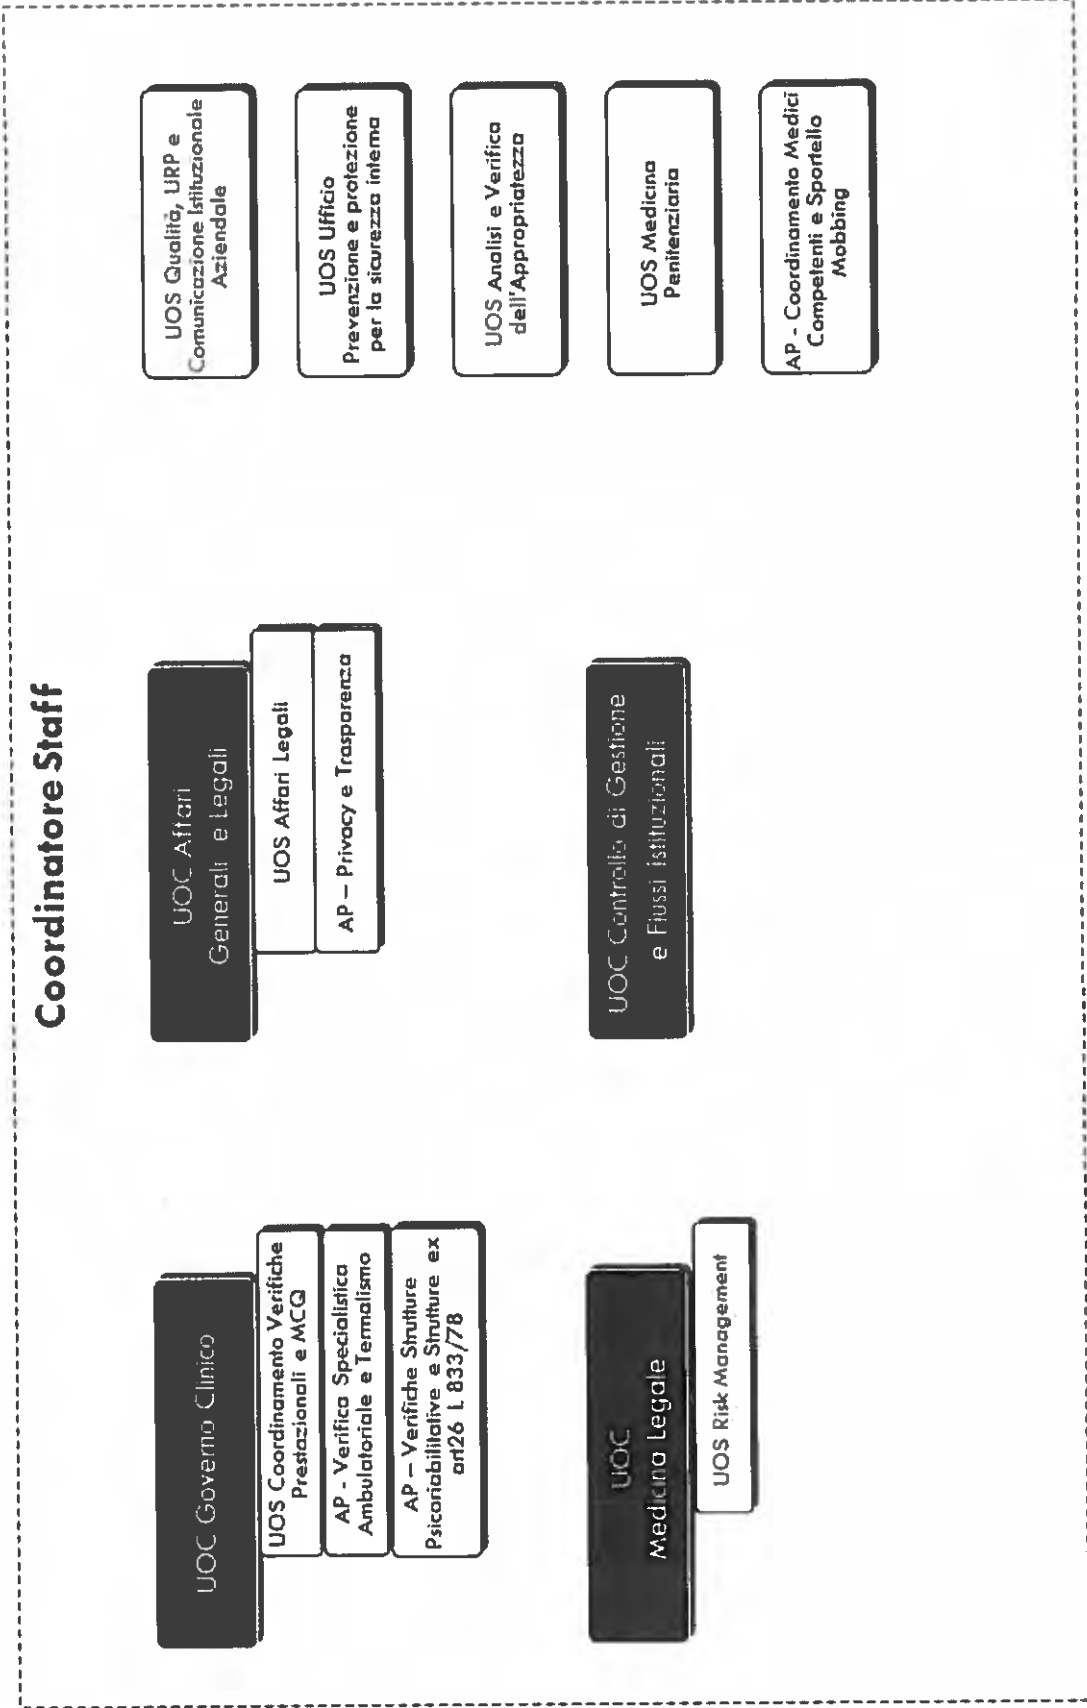 Coordinatore Staff
UOC Governo Clinico
UOS Coordinamento Verifiche
Prestazionali e MCQ
AP - Verifica Specialistica
Ambulatoriale e Termalismo
AP – Verifiche Strutture
Psicoriabilitative e Strutture ex
art26 L 833/78
UOC
Medicina Legale
UOS Risk Management
UOC Affari
Generali e Legali
UOS Affari Legali
AP – Privacy e Trasparenza
UOC Controllo di Gestione
e Flussi istituzionali
UOS Qualità, URP e
Comunicazione Istituzionale
Aziendale
UOS Ufficio
Prevenzione e protezione
per la sicurezza interna
UOS Analisi e Verifica
dell'Appropriatezza
UOS Medicina
Penitenziaria
AP - Coordinamento Medici
Competenti e Sportello
Mobbing